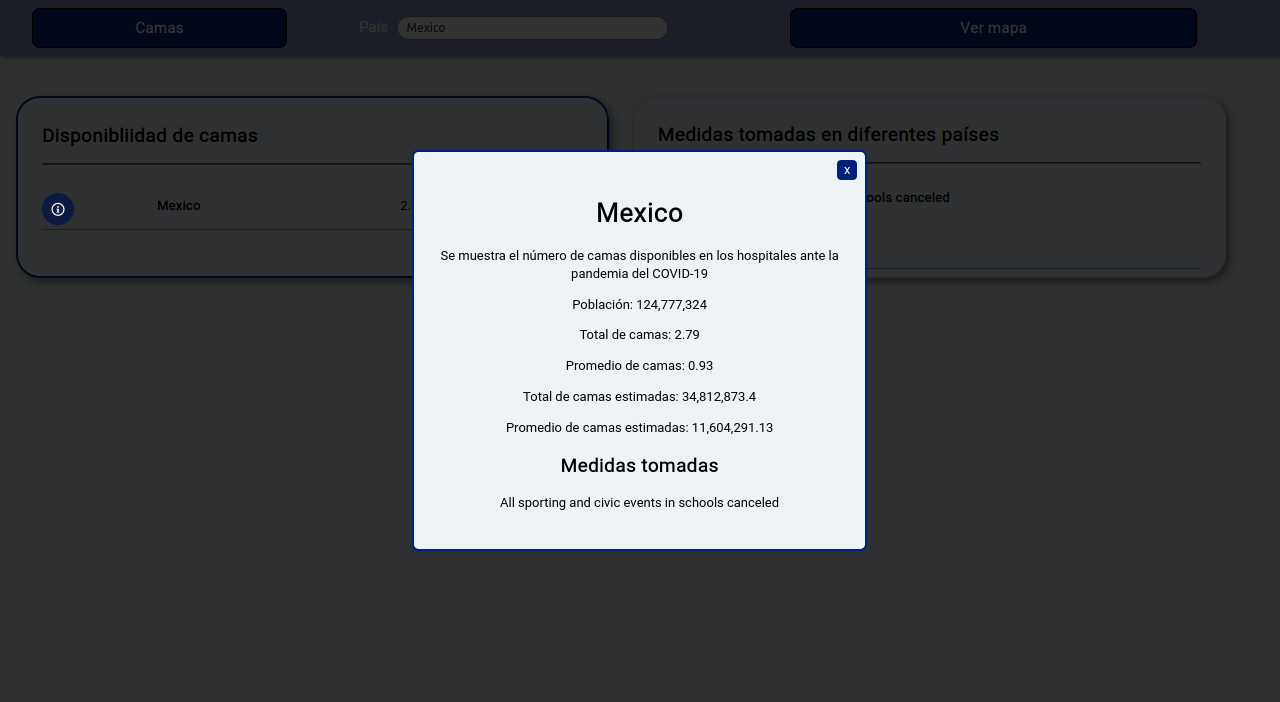 Camas
País
Mexico
Ver mapa
Disponibliidad de camas
Medidas tomadas en diferentes países
Mexico
2.
canceled
x
Mexico
Se muestra el número de camas disponibles en los hospitales ante la
pandemia del COVID-19
Población: 124,777,324
Total de camas: 2.79
Promedio de camas: 0.93
Total de camas estimadas: 34,812,873.4
Promedio de camas estimadas: 11,604,291.13
Medidas tomadas
All sporting and civic events in schools canceled